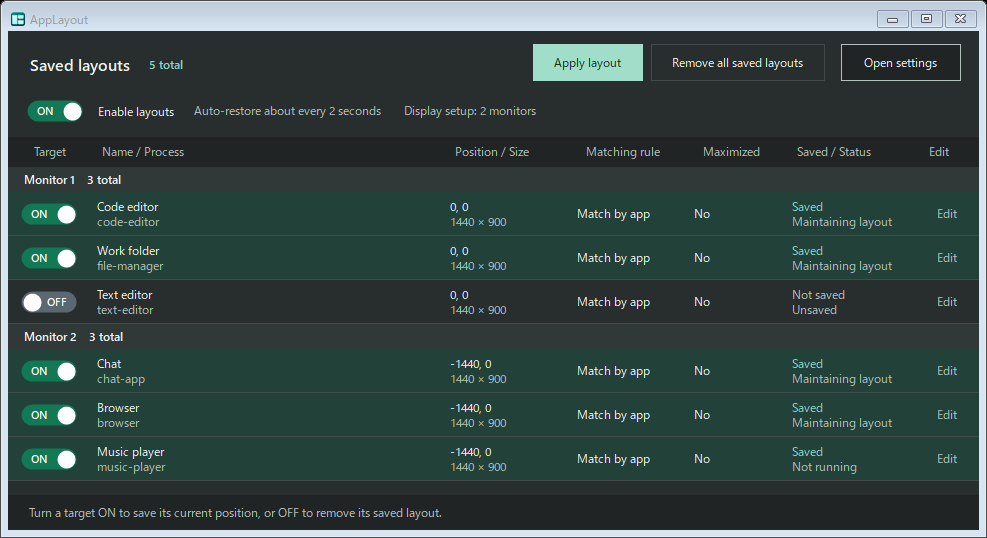 AppLayout
Saved layouts 5 total Apply layout Remove all saved layouts Open settings
ON Enable layouts Auto-restore about every 2 seconds Display setup: 2 monitors
Target Name / Process Position / Size Matching rule Maximized Saved / Status Edit
Monitor 1 3 total
ON Code editor 0, 0 Match by app No Saved Edit
code-editor 1440 × 900 Maintaining layout
ON Work folder 0, 0 Match by app No Saved Edit
file-manager 1440 × 900 Maintaining layout
OFF Text editor 0, 0 Match by app No Not saved Edit
text-editor 1440 × 900 Unsaved
Monitor 2 3 total
ON Chat -1440, 0 Match by app No Saved Edit
chat-app 1440 × 900 Maintaining layout
ON Browser -1440, 0 Match by app No Saved Edit
browser 1440 × 900 Maintaining layout
ON Music player -1440, 0 Match by app No Saved Edit
music-player 1440 × 900 Not running
Turn a target ON to save its current position, or OFF to remove its saved layout.